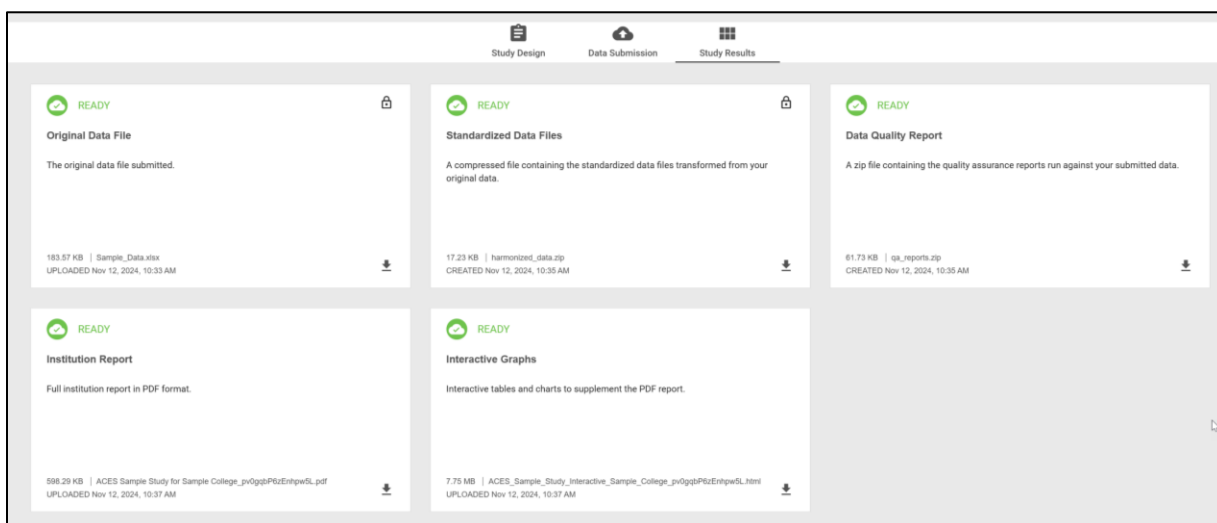 Study Design
Data Submission
Study Results
READY
Original Data File
The original data file submitted.
183.57 KB | Sample_Data.xlsx
UPLOADED Nov 12, 2024, 10:33 AM
READY
Standardized Data Files
A compressed file containing the standardized data files transformed from your
original data.
17.23 KB | harmonized_data.zip
CREATED Nov 12, 2024, 10:35 AM
READY
Data Quality Report
A zip file containing the quality assurance reports run against your submitted data.
61.73 KB | qa_reports.zip
CREATED Nov 12, 2024, 10:35 AM
READY
Institution Report
Full institution report in PDF format.
598.29 KB | ACES Sample Study for Sample College_pv0gqbP6zEnhpw5L.pdf
UPLOADED Nov 12, 2024, 10:37 AM
READY
Interactive Graphs
Interactive tables and charts to supplement the PDF report.
7.75 MB | ACES_Sample_Study_Interactive_Sample_College_pv0gqbP6zEnhpw5L.html
UPLOADED Nov 12, 2024, 10:37 AM